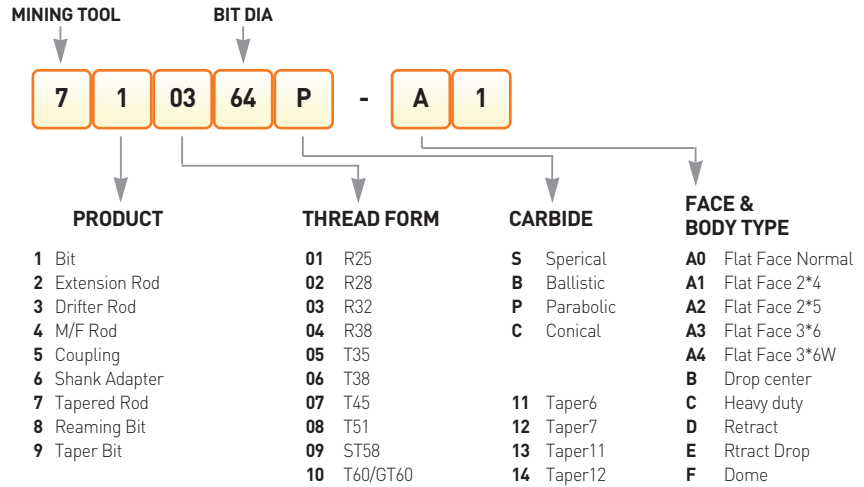 MINING TOOL BIT DIA
7 1 03 64 P - A 1
PRODUCT
1 Bit
2 Extension Rod
3 Drifter Rod
4 M/F Rod
5 Coupling
6 Shank Adapter
7 Tapered Rod
8 Reaming Bit
9 Taper Bit
THREAD FORM
01 R25
02 R28
03 R32
04 R38
05 T35
06 T38
07 T45
08 T51
09 ST58
10 T60/GT60
CARBIDE
S Sperical
B Ballistic
P Parabolic
C Conical
11 Taper6
12 Taper7
13 Taper11
14 Taper12
FACE &
BODY TYPE
A0 Flat Face Normal
A1 Flat Face 2*4
A2 Flat Face 2*5
A3 Flat Face 3*6
A4 Flat Face 3*6W
B Drop center
C Heavy duty
D Retract
E Rtract Drop
F Dome